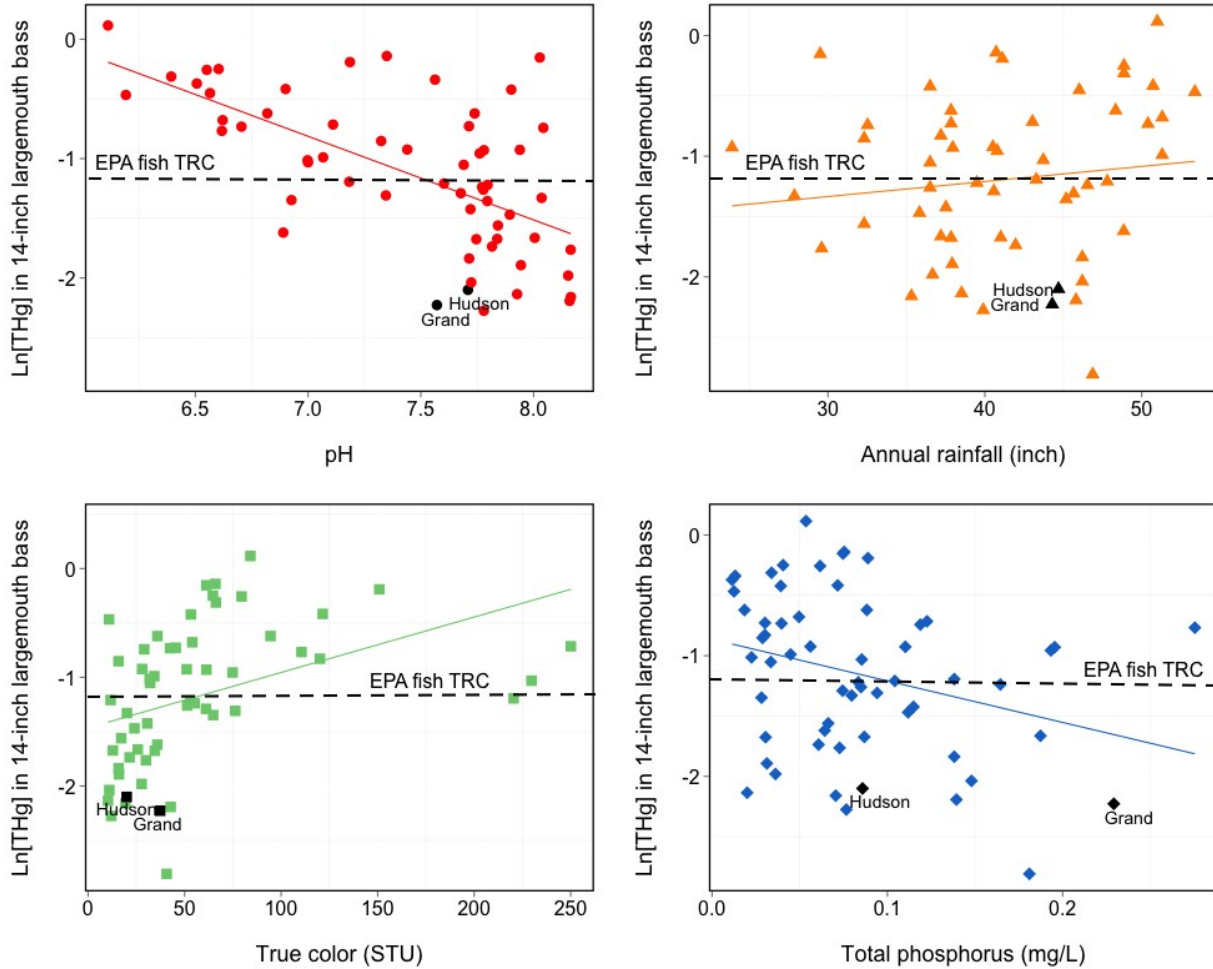 Ln[THg] in 14-inch largemouth bass
0
-1
-2
EPA fish TRC
Hudson
Grand
6.5 7.0 7.5 8.0
pH
Ln[THg] in 14-inch largemouth bass
0
-1
-2
EPA fish TRC
Hudson
Grand
30 40 50
Annual rainfall (inch)
Ln[THg] in 14-inch largemouth bass
0
-1
-2
EPA fish TRC
Hudson
Grand
0 50 100 150 200 250
True color (STU)
Ln[THg] in 14-inch largemouth bass
0
-1
-2
EPA fish TRC
Hudson
Grand
0.0 0.1 0.2
Total phosphorus (mg/L)